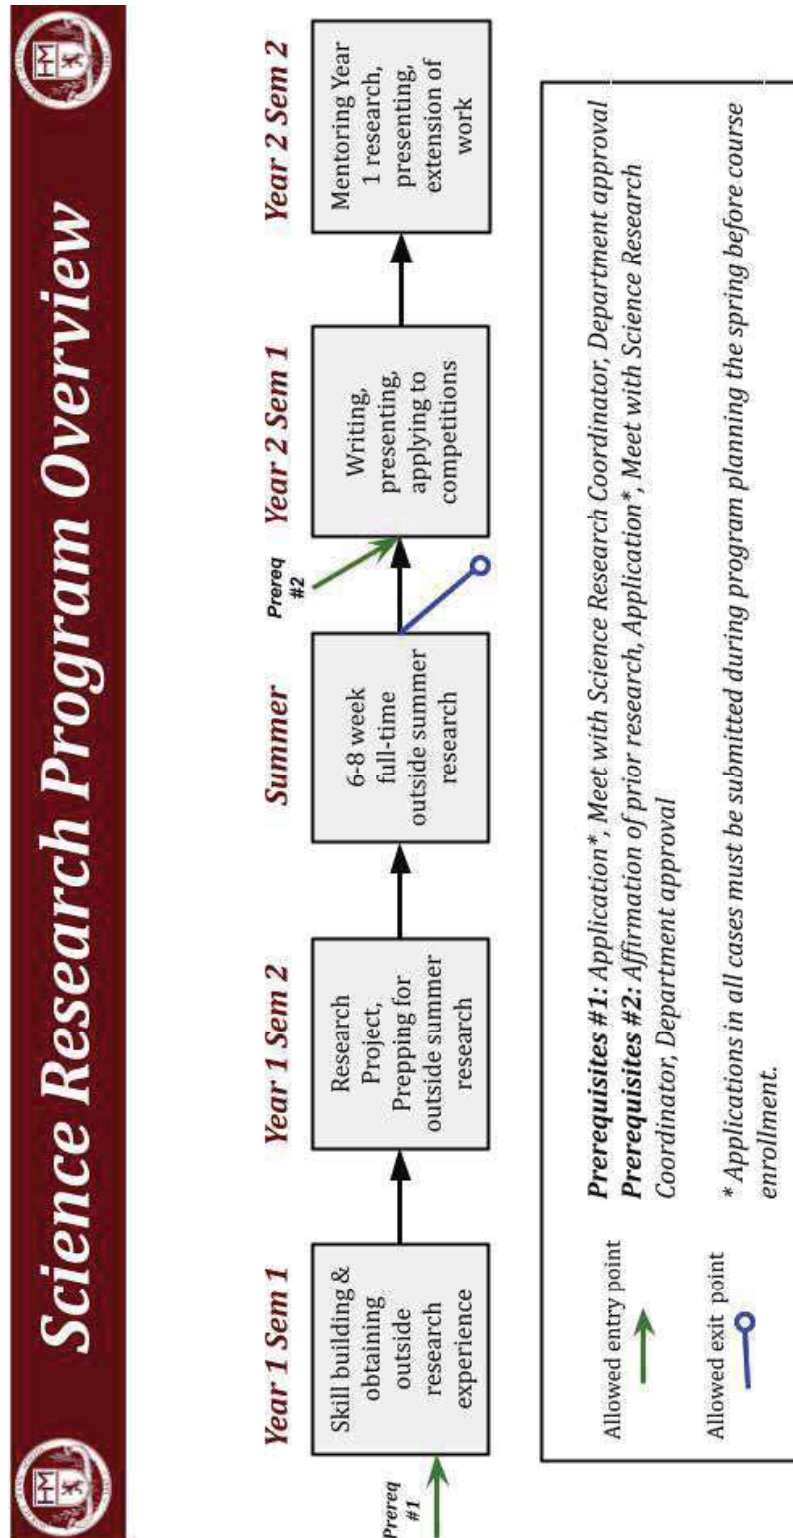 HM
Science Research Program Overview
HM
Year 1 Sem 1
Year 1 Sem 2
Summer
Year 2 Sem 1
Year 2 Sem 2
Prereq
#1
Skill building &
obtaining
outside
research
experience
Research
Project,
Prepping for
outside summer
research
6-8 week
full-time
outside summer
research
Prereq
#2
Writing,
presenting,
applying to
competitions
Mentoring Year
1 research,
presenting,
extension of
work
Allowed entry point
Allowed exit point
Prerequisites #1: Application*, Meet with Science Research Coordinator, Department approval
Prerequisites #2: Affirmation of prior research, Application*, Meet with Science Research
Coordinator, Department approval
* Applications in all cases must be submitted during program planning the spring before course
enrollment.